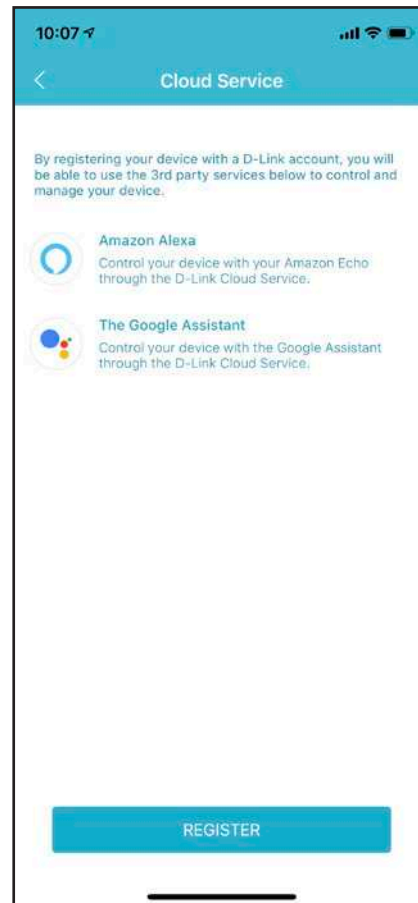 10:07
Cloud Service
By registering your device with a D-Link account, you will
be able to use the 3rd party services below to control and
manage your device.
Amazon Alexa
Control your device with your Amazon Echo
through the D-Link Cloud Service.
The Google Assistant
Control your device with the Google Assistant
through the D-Link Cloud Service.
REGISTER